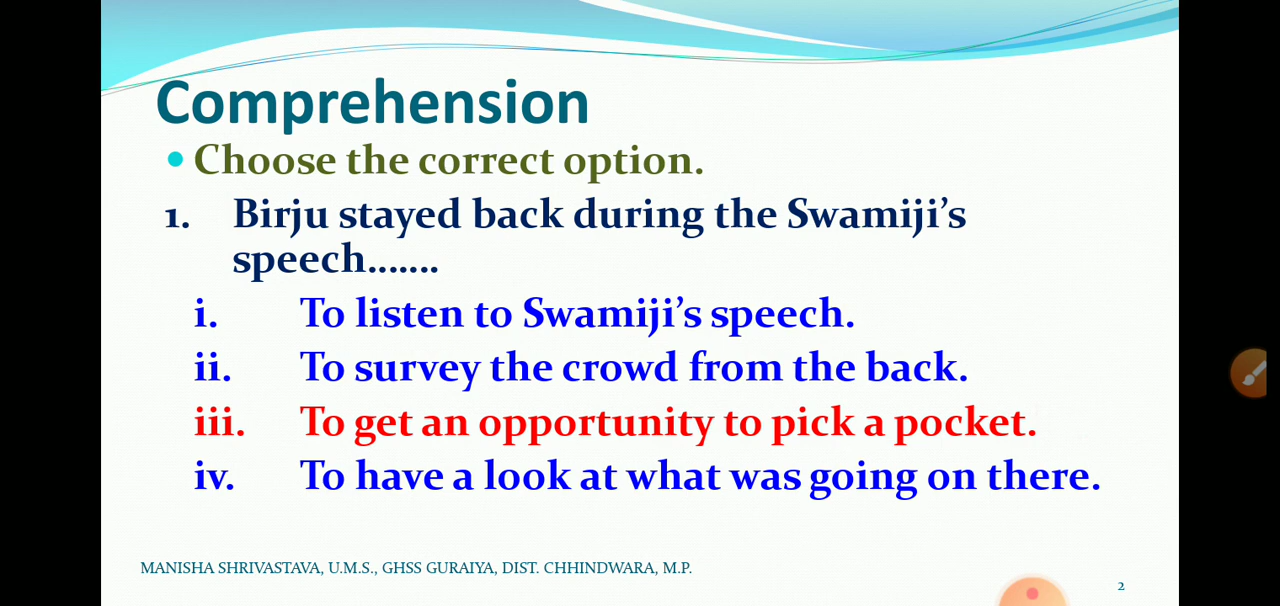 Comprehension
• Choose the correct option.
1. Birju stayed back during the Swamiji’s
speech.......
i. To listen to Swamiji’s speech.
ii. To survey the crowd from the back.
iii. To get an opportunity to pick a pocket.
iv. To have a look at what was going on there.
MANISHA SHRIVASTAVA, U.M.S., GHSS GURAIYA, DIST. CHHINDWARA, M.P.
2